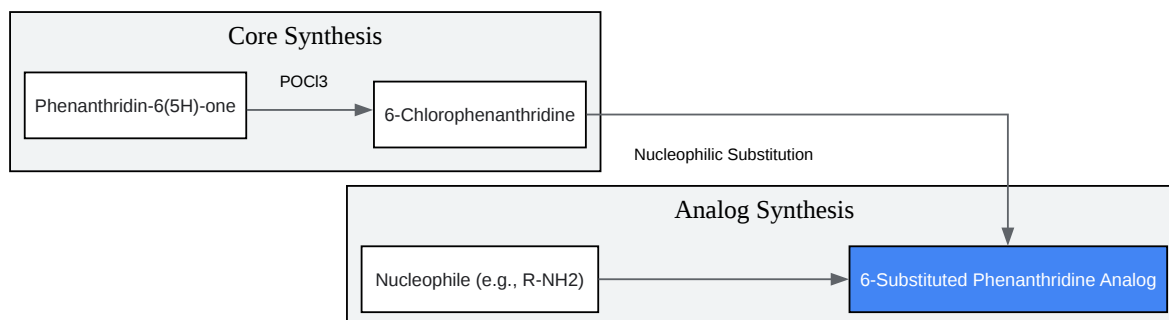 Core Synthesis
Phenanthridin-6(5H)-one
POCl3
6-Chlorophenanthridine
Nucleophilic Substitution
Analog Synthesis
Nucleophile (e.g., R-NH2)
6-Substituted Phenanthridine Analog